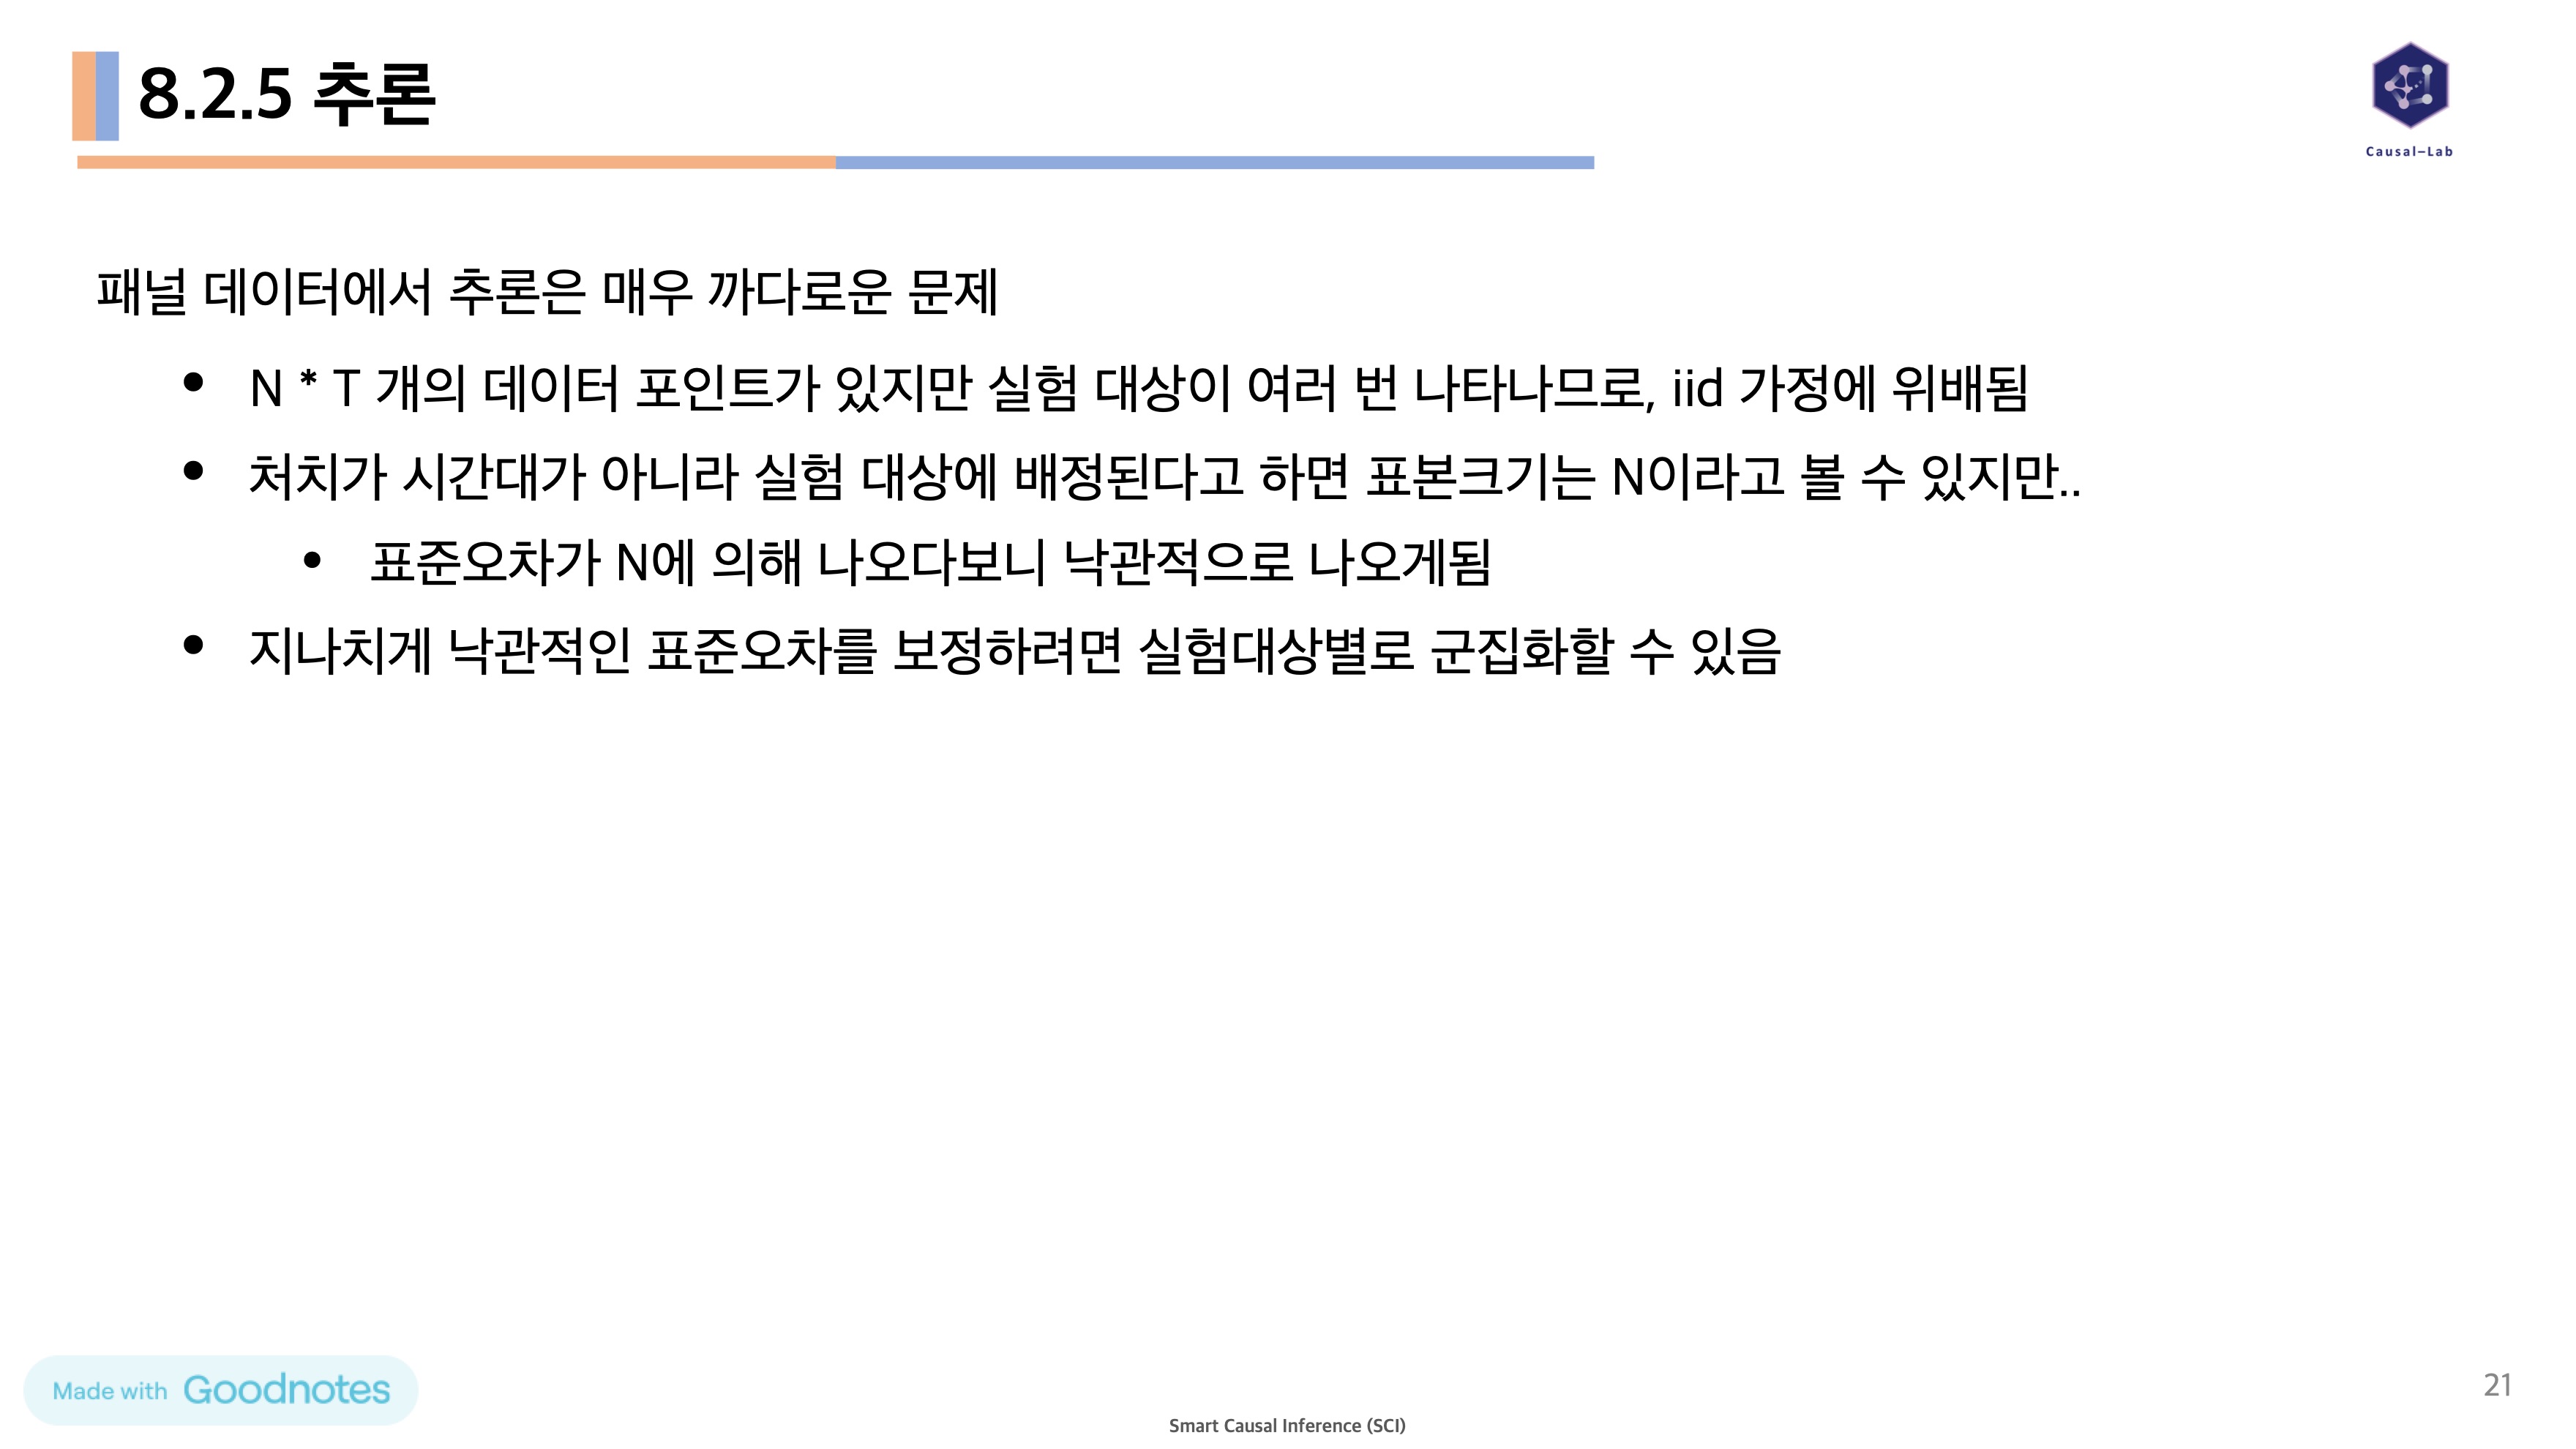 8.2.5 추론
Causal-Lab
패널 데이터에서 추론은 매우 까다로운 문제
• N * T 개의 데이터 포인트가 있지만 실험 대상이 여러 번 나타나므로, iid 가정에 위배됨
• 처치가 시간대가 아니라 실험 대상에 배정된다고 하면 표본크기는 N이라고 볼 수 있지만..
• 표준오차가 N에 의해 나오다보니 낙관적으로 나오게됨
• 지나치게 낙관적인 표준오차를 보정하려면 실험대상별로 군집화할 수 있음
Made with Goodnotes
21
Smart Causal Inference (SCI)